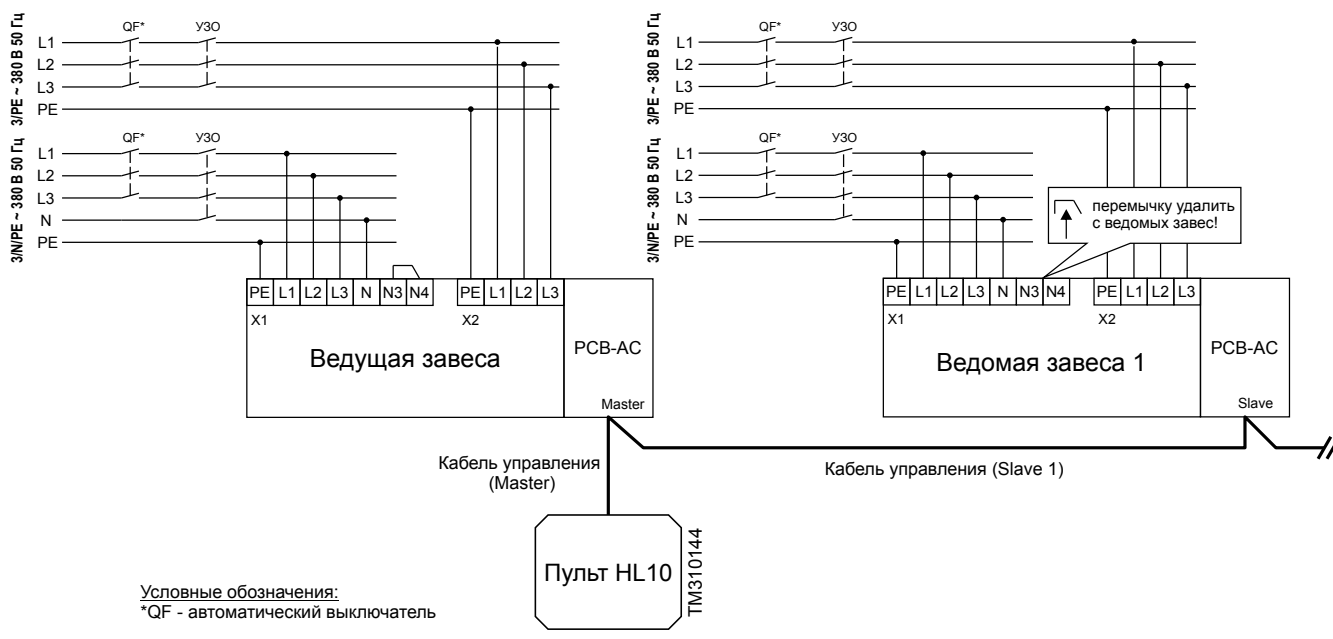 3/PE ~ 380 В 50 Гц
QF*
УЗО
L1
L2
L3
PE
3/N/PE ~ 380 В 50 Гц
QF*
УЗО
L1
L2
L3
N
PE
PE L1 L2 L3 N N3 N4
PE L1 L2 L3
X1
X2
Ведущая завеса
PCB-AC
Master
3/PE ~ 380 В 50 Гц
QF*
УЗО
L1
L2
L3
PE
3/N/PE ~ 380 В 50 Гц
QF*
УЗО
L1
L2
L3
N
PE
перемычку удалить
с ведомых завес!
PE L1 L2 L3 N N3 N4
PE L1 L2 L3
X1
X2
Ведомая завеса 1
PCB-AC
Slave
Кабель управления
(Master)
Кабель управления (Slave 1)
Пульт HL10
TM310144
Условные обозначения:
*QF - автоматический выключатель